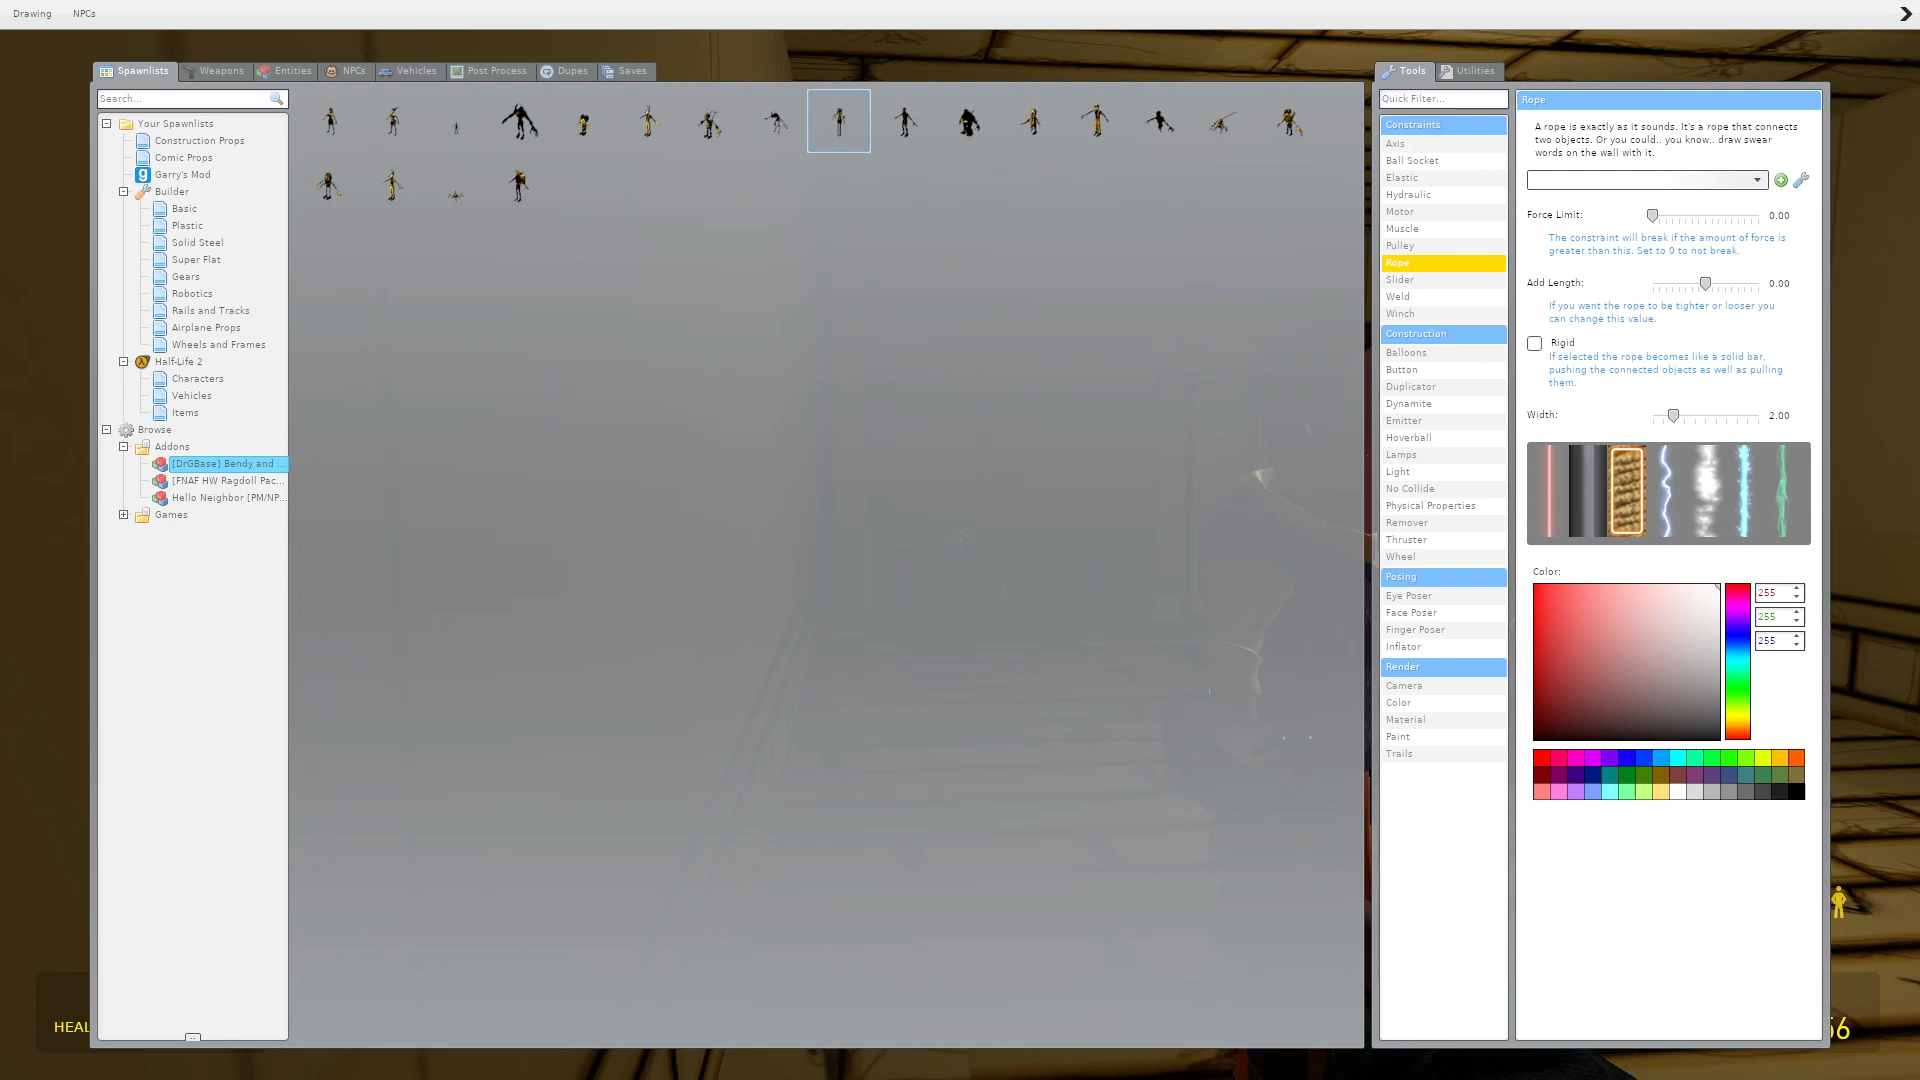 Drawing NPCs
Spawnlists Weapons Entities NPCs Vehicles Post Process Dupes Saves
Search...
Your Spawnlists
Construction Props
Comic Props
Garry's Mod
Builder
Basic
Plastic
Solid Steel
Super Flat
Gears
Robotics
Rails and Tracks
Airplane Props
Wheels and Frames
Half-Life 2
Characters
Vehicles
Items
Browse
Addons
[DrGBase] Bendy and ...
[FNAF HW Ragdoll Pac...
Hello Neighbor [PM/NP...
Games
HEAL
Tools Utilities
Quick Filter...
Constraints
Axis
Ball Socket
Elastic
Hydraulic
Motor
Muscle
Pulley
Rope
Slider
Weld
Winch
Construction
Balloons
Button
Duplicator
Dynamite
Emitter
Hoverball
Lamps
Light
No Collide
Physical Properties
Remover
Thruster
Wheel
Posing
Eye Poser
Face Poser
Finger Poser
Inflator
Render
Camera
Color
Material
Paint
Trails
Rope
A rope is exactly as it sounds. It's a rope that connects
two objects. Or you could.. you know.. draw swear
words on the wall with it.
Force Limit: 0.00
The constraint will break if the amount of force is
greater than this. Set to 0 to not break.
Add Length: 0.00
If you want the rope to be tighter or looser you
can change this value.
Rigid
If selected the rope becomes like a solid bar,
pushing the connected objects as well as pulling
them.
Width: 2.00
Color:
255
255
255